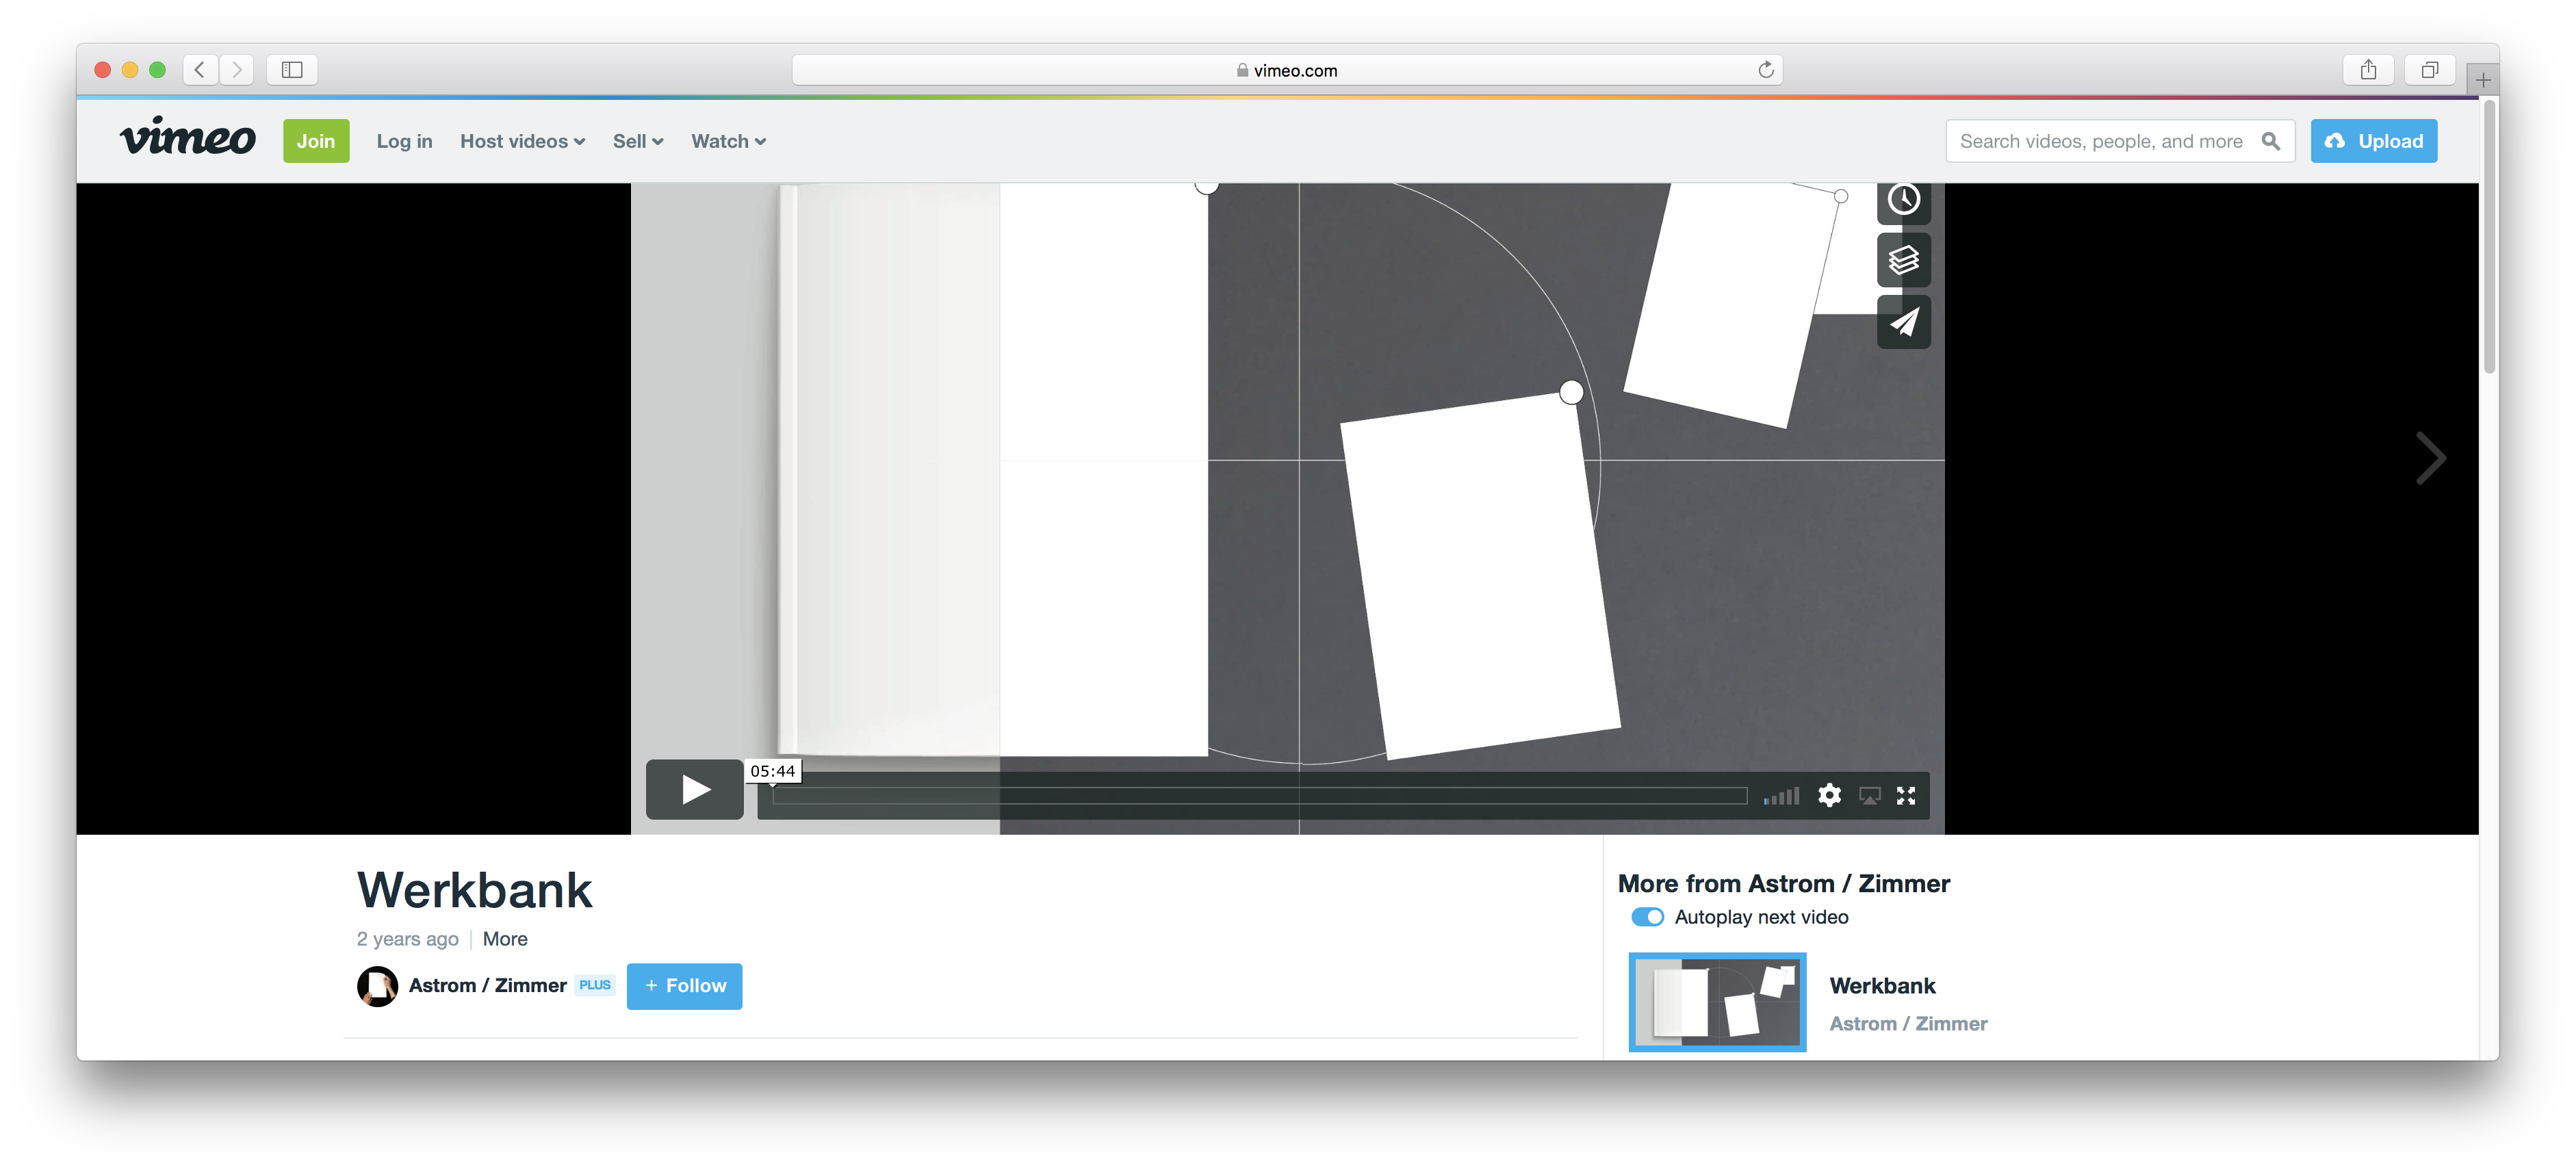 vimeo.com
vimeo Join Log in Host videos Sell Watch Search videos, people, and more Upload
05:44
Werkbank
2 years ago | More
Astrom / Zimmer PLUS + Follow
More from Astrom / Zimmer
Autoplay next video
Werkbank
Astrom / Zimmer